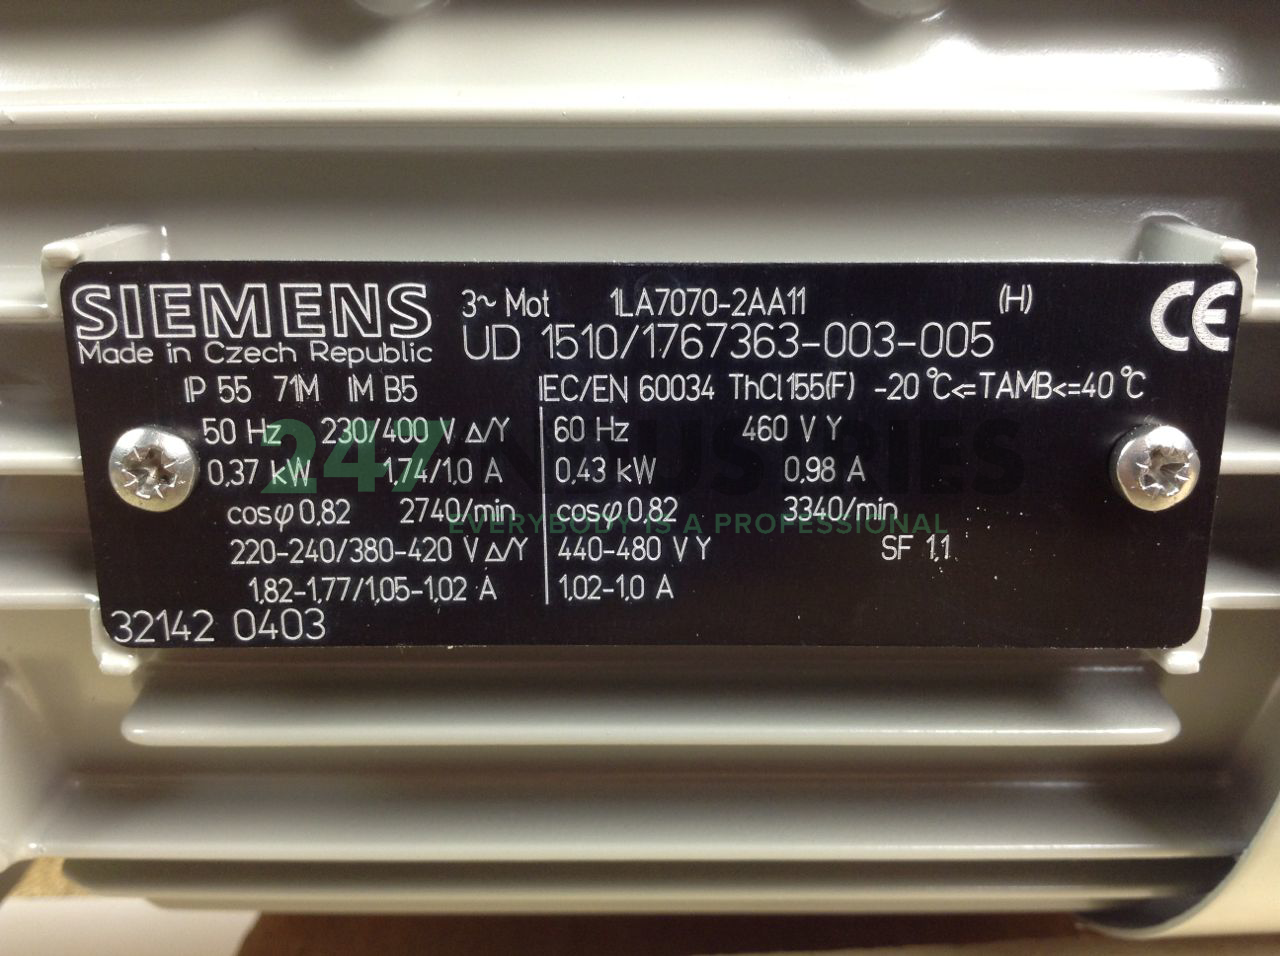 SIEMENS 3~ Mot 1LA7070-2AA11 (H) CE
Made in Czech Republic UD 1510/1767363-003-005
IP 55 71M IM B5 IEC/EN 60034 ThCl155(F) -20°C<=TAMB<=40°C
50 Hz 230/400 V Δ/Y 60 Hz 460 V Y
0,37 kW 1,74/1,0 A 0,43 kW 0,98 A
cosφ 0,82 2740/min cosφ 0,82 3340/min
220-240/380-420 V Δ/Y 440-480 V Y SF 1,1
1,82-1,77/1,05-1,02 A 1,02-1,0 A
32142 0403
247 INDUSTRIES
EVERYBODY IS A PROFESSIONAL